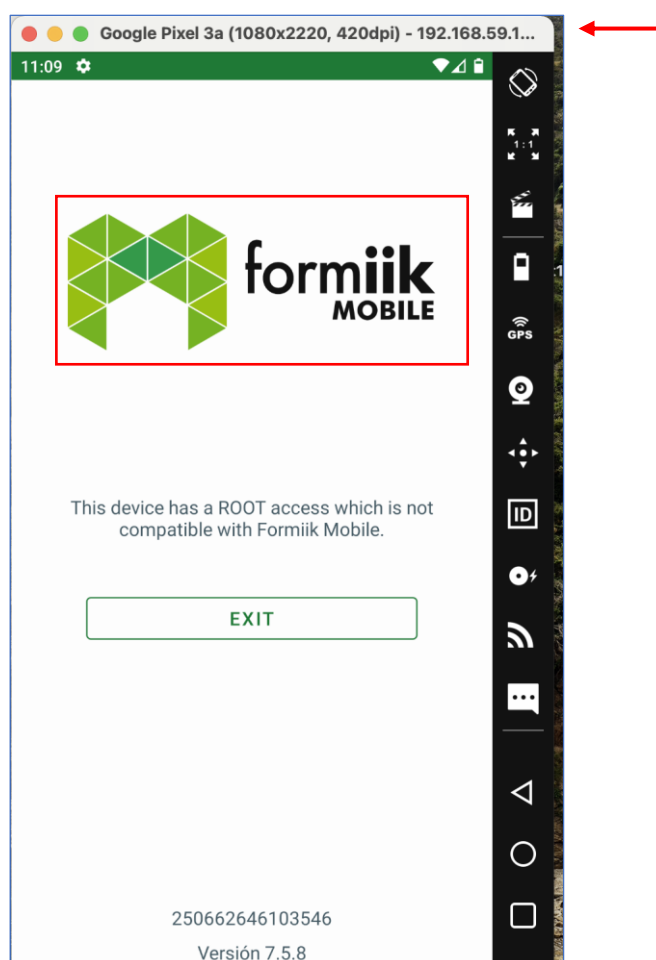 Google Pixel 3a (1080x2220, 420dpi) - 192.168.59.1...
11:09
1:1
formiik
MOBILE
GPS
This device has a ROOT access which is not
compatible with Formiik Mobile.
ID
EXIT
250662646103546
Versión 7.5.8